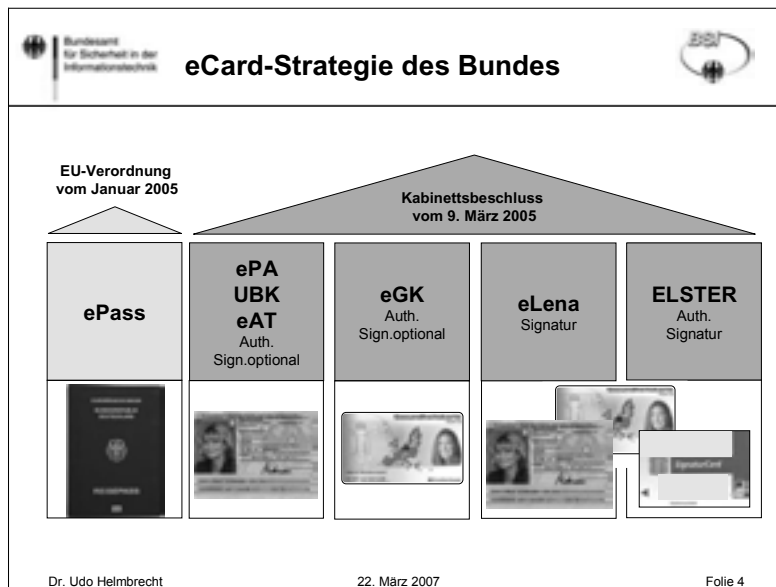 Bundesamt
für Sicherheit in der
Informationstechnik
eCard-Strategie des Bundes
BSI
EU-Verordnung
vom Januar 2005
Kabinettsbeschluss
vom 9. März 2005
ePass
ePA
UBK
eAT
Auth.
Sign.optional
eGK
Auth.
Sign.optional
eLena
Signatur
ELSTER
Auth.
Signatur
REISEPASS
SignaturCard
Dr. Udo Helmbrecht
22. März 2007
Folie 4